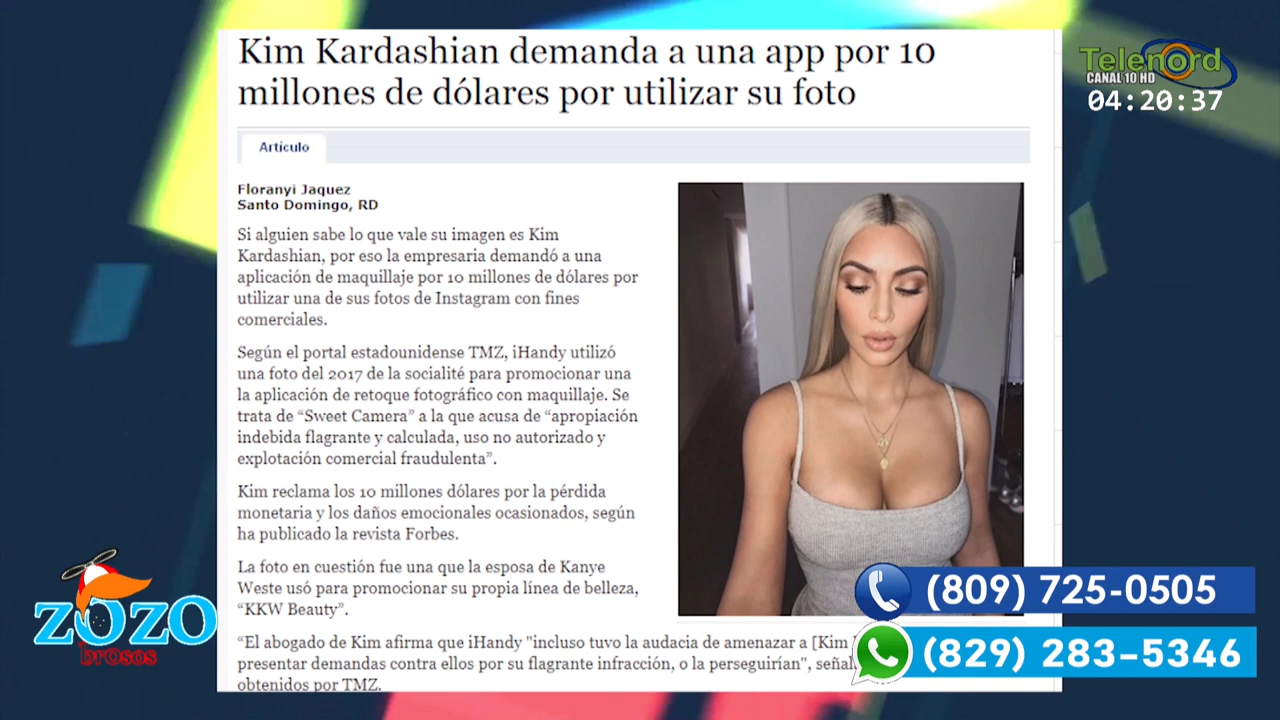 Kim Kardashian demanda a una app por 10
millones de dólares por utilizar su foto
Telenord
CANAL 10 HD
04:20:37
Artículo
Floranyi Jaquez
Santo Domingo, RD
Si alguien sabe lo que vale su imagen es Kim
Kardashian, por eso la empresaria demandó a una
aplicación de maquillaje por 10 millones de dólares por
utilizar una de sus fotos de Instagram con fines
comerciales.
Según el portal estadounidense TMZ, iHandy utilizó
una foto del 2017 de la socialité para promocionar una
la aplicación de retoque fotográfico con maquillaje. Se
trata de “Sweet Camera” a la que acusa de “apropiación
indebida flagrante y calculada, uso no autorizado y
explotación comercial fraudulenta”.
Kim reclama los 10 millones dólares por la pérdida
monetaria y los daños emocionales ocasionados, según
ha publicado la revista Forbes.
La foto en cuestión fue una que la esposa de Kanye
Weste usó para promocionar su propia línea de belleza,
“KKW Beauty”.
“El abogado de Kim afirma que iHandy "incluso tuvo la audacia de amenazar a [Kim
presentar demandas contra ellos por su flagrante infracción, o la perseguirían", señal
obtenidos por TMZ.
zozo
brosos
(809) 725-0505
(829) 283-5346